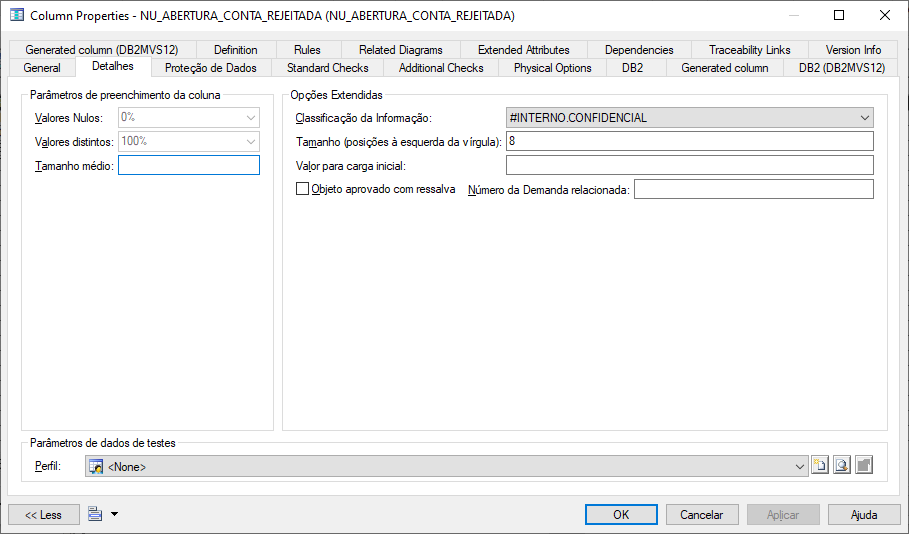 Column Properties - NU_ABERTURA_CONTA_REJEITADA (NU_ABERTURA_CONTA_REJEITADA)
Generated column (DB2MVS12) Definition Rules Related Diagrams Extended Attributes Dependencies Traceability Links Version Info
General Detalhes Proteção de Dados Standard Checks Additional Checks Physical Options DB2 Generated column DB2 (DB2MVS12)
Parâmetros de preenchimento da coluna
Valores Nulos: 0%
Valores distintos: 100%
Tamanho médio:
Opções Extendidas
Classificação da Informação: #INTERNO.CONFIDENCIAL
Tamanho (posições à esquerda da vírgula): 8
Valor para carga inicial:
Objeto aprovado com ressalva Número da Demanda relacionada:
Parâmetros de dados de testes
Perfil: <None>
<< Less OK Cancelar Aplicar Ajuda